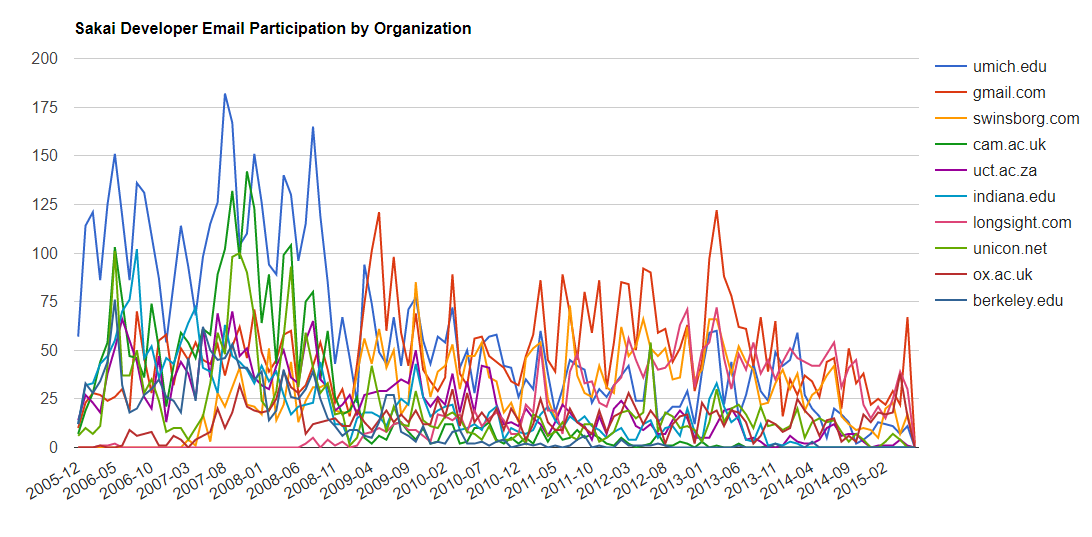 Sakai Developer Email Participation by Organization
200
175
150
125
100
75
50
25
0
2005-12
2006-05
2006-10
2007-03
2007-08
2008-01
2008-06
2008-11
2009-04
2009-09
2010-02
2010-07
2010-12
2011-05
2011-10
2012-03
2012-08
2013-01
2013-06
2013-11
2014-04
2014-09
2015-02
umich.edu
gmail.com
swinsborg.com
cam.ac.uk
uct.ac.za
indiana.edu
longsight.com
unicon.net
ox.ac.uk
berkeley.edu